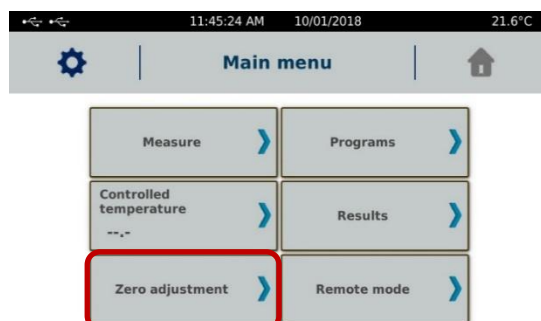 11:45:24 AM 10/01/2018 21.6°C
Main menu
Measure
Programs
Controlled
temperature
--.-
Results
Zero adjustment
Remote mode